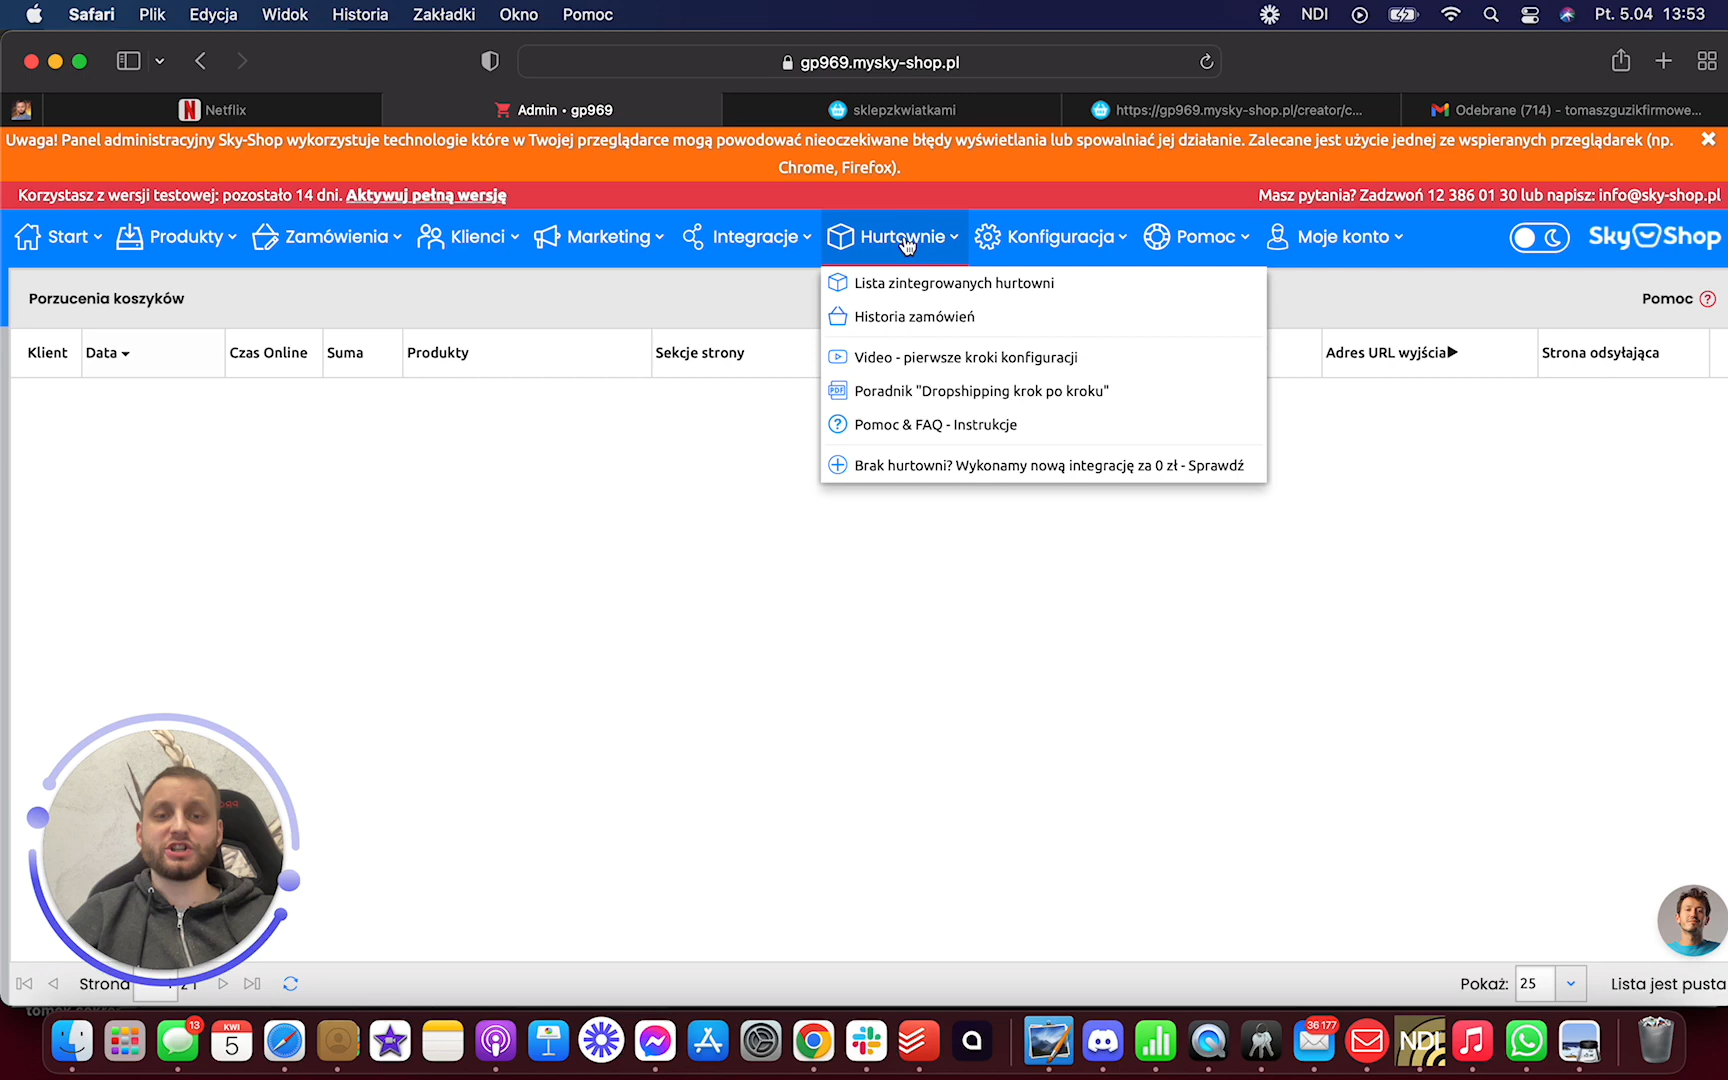 Safari Plik Edycja Widok Historia Zakładki Okno Pomoc NDI Pt. 5.04 13:53
gp969.mysky-shop.pl
Netflix Admin • gp969 sklepzkwiatkami https://gp969.mysky-shop.pl/creator/c... Odebrane (714) - tomaszguzikfirmowe...
Uwaga! Panel administracyjny Sky-Shop wykorzystuje technologie które w Twojej przeglądarce mogą powodować nieoczekiwane błędy wyświetlania lub spowalniać jej działanie. Zalecane jest użycie jednej ze wspieranych przeglądarek (np.
Chrome, Firefox).
Korzystasz z wersji testowej: pozostało 14 dni. Aktywuj pełną wersję Masz pytania? Zadzwoń 12 386 01 30 lub napisz: info@sky-shop.pl
Start Produkty Zamówienia Klienci Marketing Integracje Hurtownie Konfiguracja Pomoc Moje konto Sky Shop
Porzucenia koszyków Pomoc ?
Lista zintegrowanych hurtowni
Historia zamówień
Klient Data Czas Online Suma Produkty Sekcje strony Adres URL wyjścia Strona odsyłająca
Video - pierwsze kroki konfiguracji
PDF Poradnik "Dropshipping krok po kroku"
? Pomoc & FAQ - Instrukcje
Brak hurtowni? Wykonamy nową integrację za 0 zł - Sprawdź
Strona z 1 Pokaż: 25 Lista jest pusta
13 KWI 5 36 177 NDI